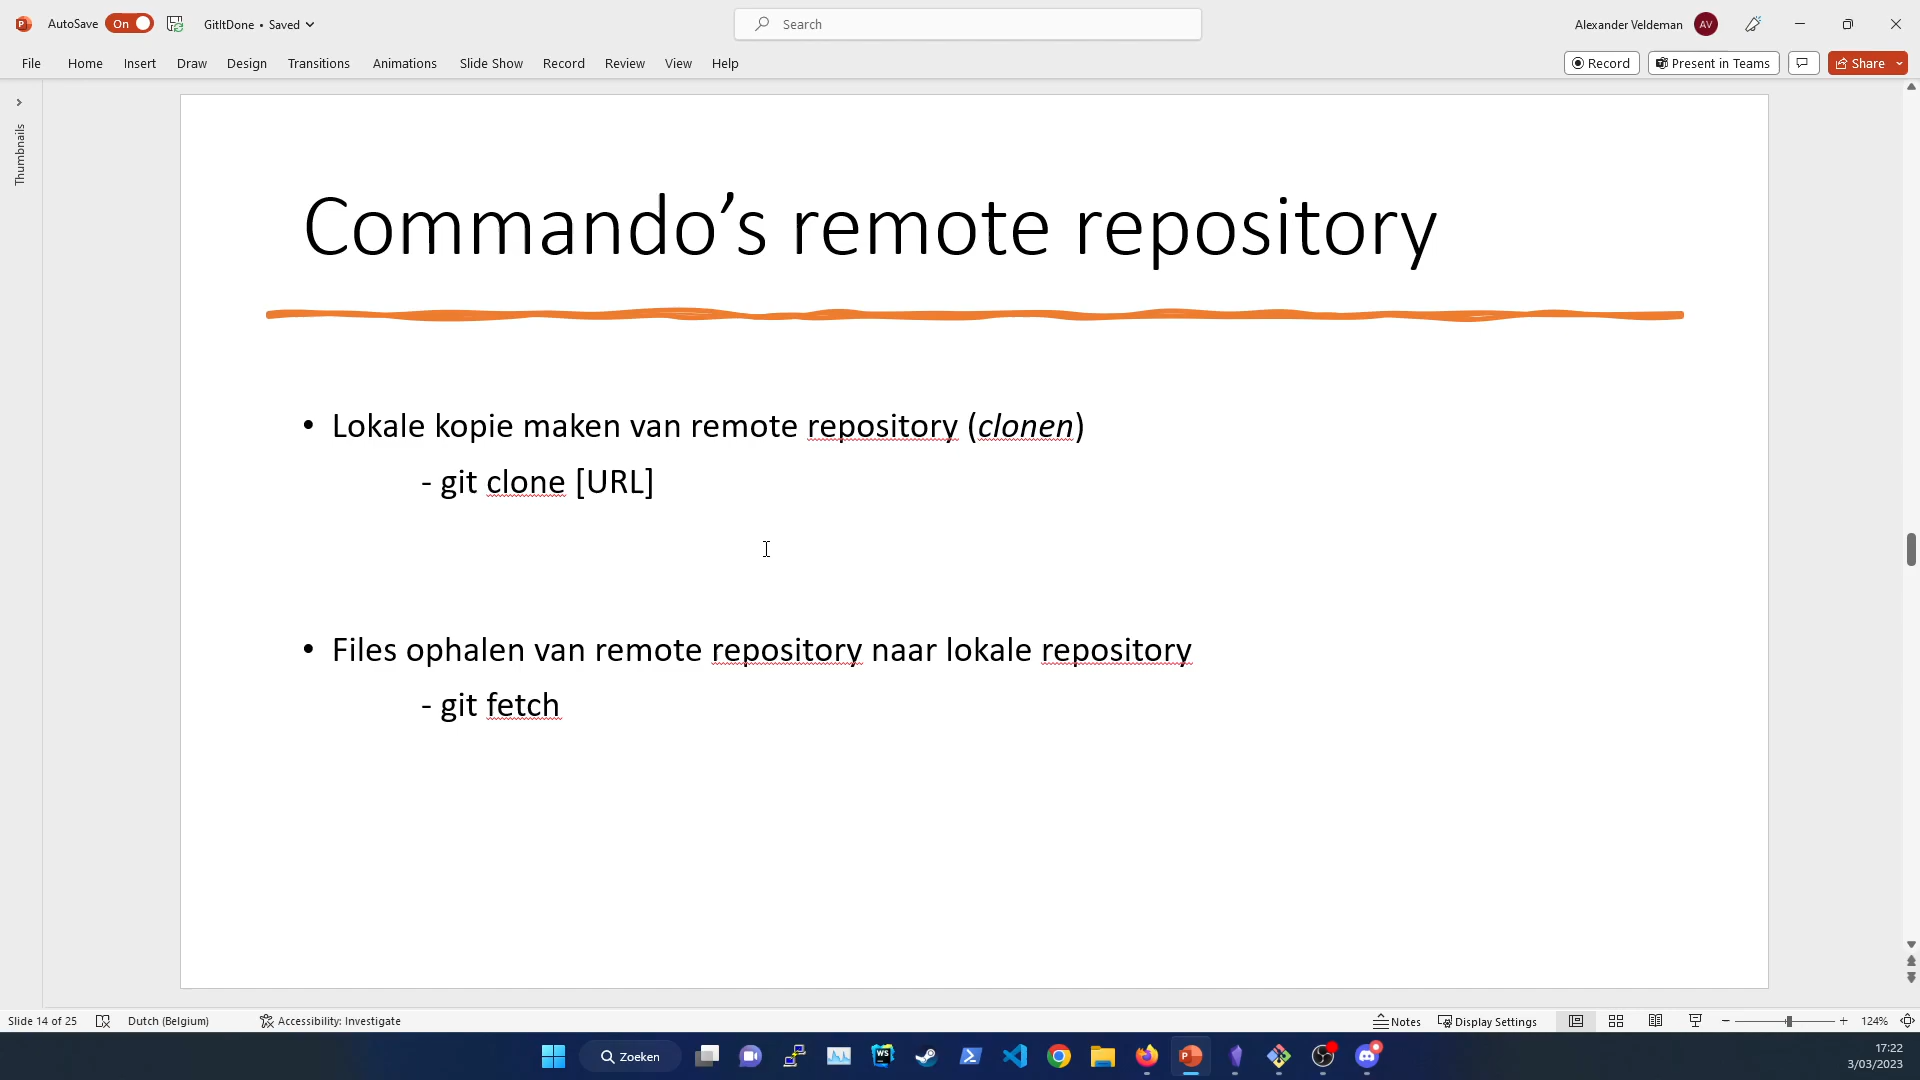 AutoSave On GitItDone • Saved Search Alexander Veldeman AV
File Home Insert Draw Design Transitions Animations Slide Show Record Review View Help Record Present in Teams Share
Thumbnails
Commando’s remote repository
• Lokale kopie maken van remote repository (clonen)
- git clone [URL]
• Files ophalen van remote repository naar lokale repository
- git fetch
Slide 14 of 25 Dutch (Belgium) Accessibility: Investigate Notes Display Settings 124%
Zoeken
17:22
3/03/2023